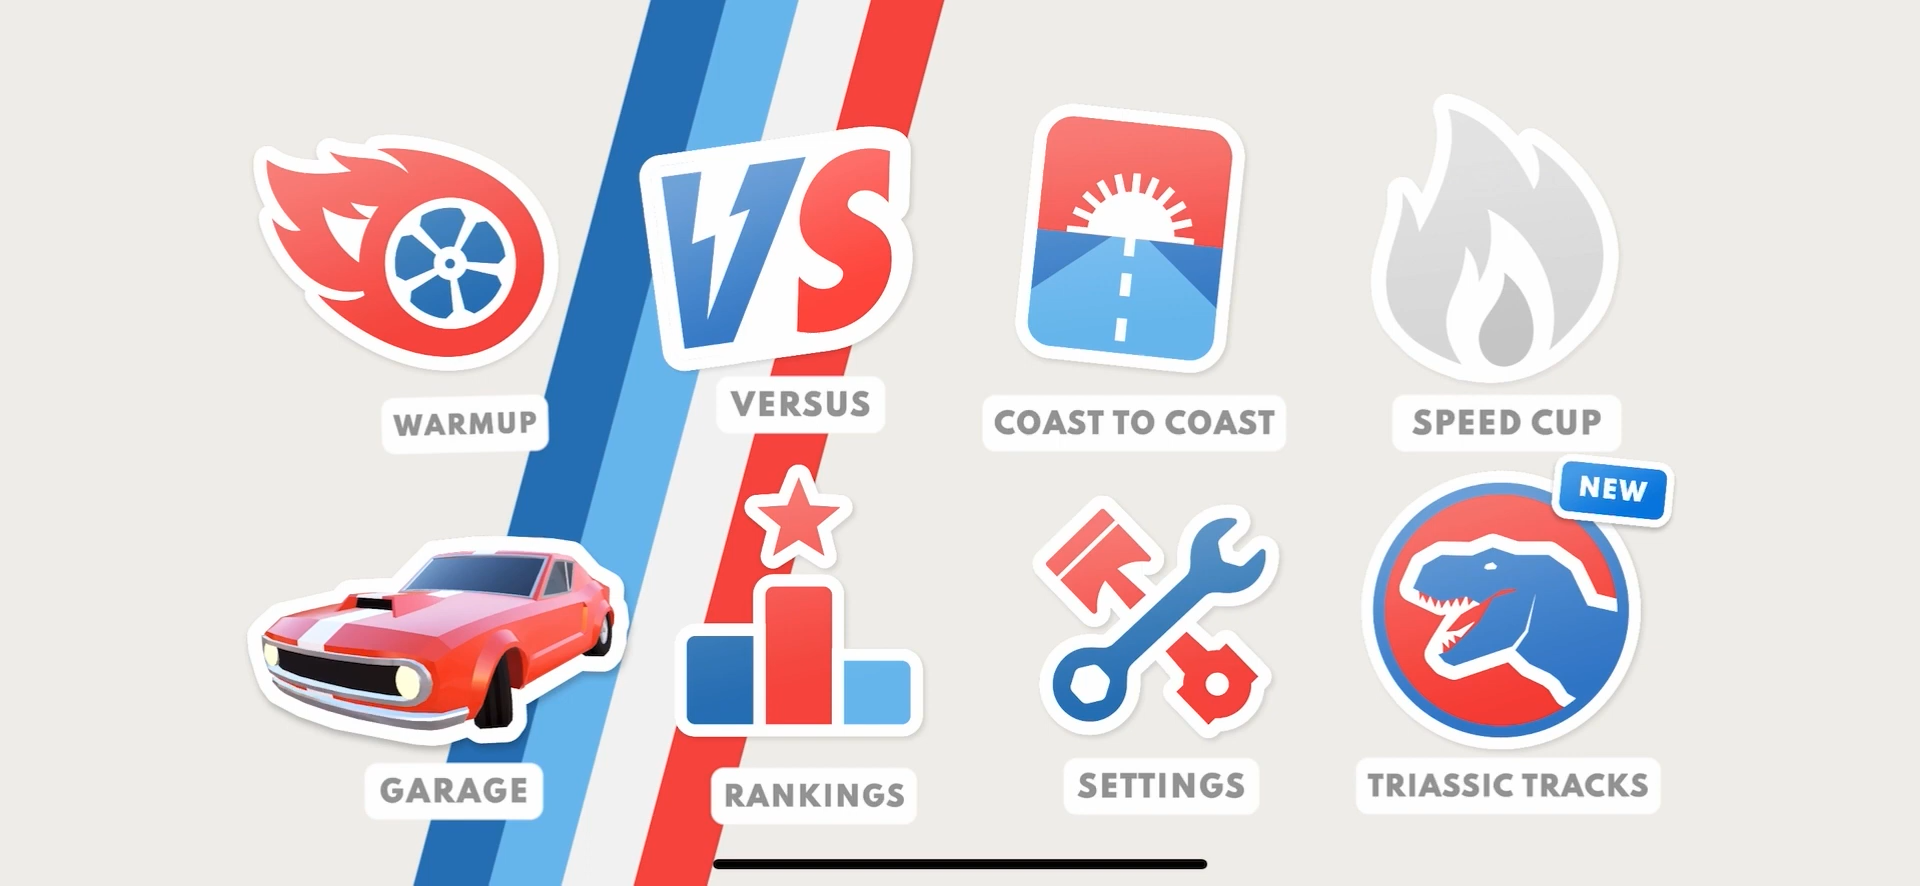 VS
WARMUP
VERSUS
COAST TO COAST
SPEED CUP
NEW
GARAGE
RANKINGS
SETTINGS
TRIASSIC TRACKS